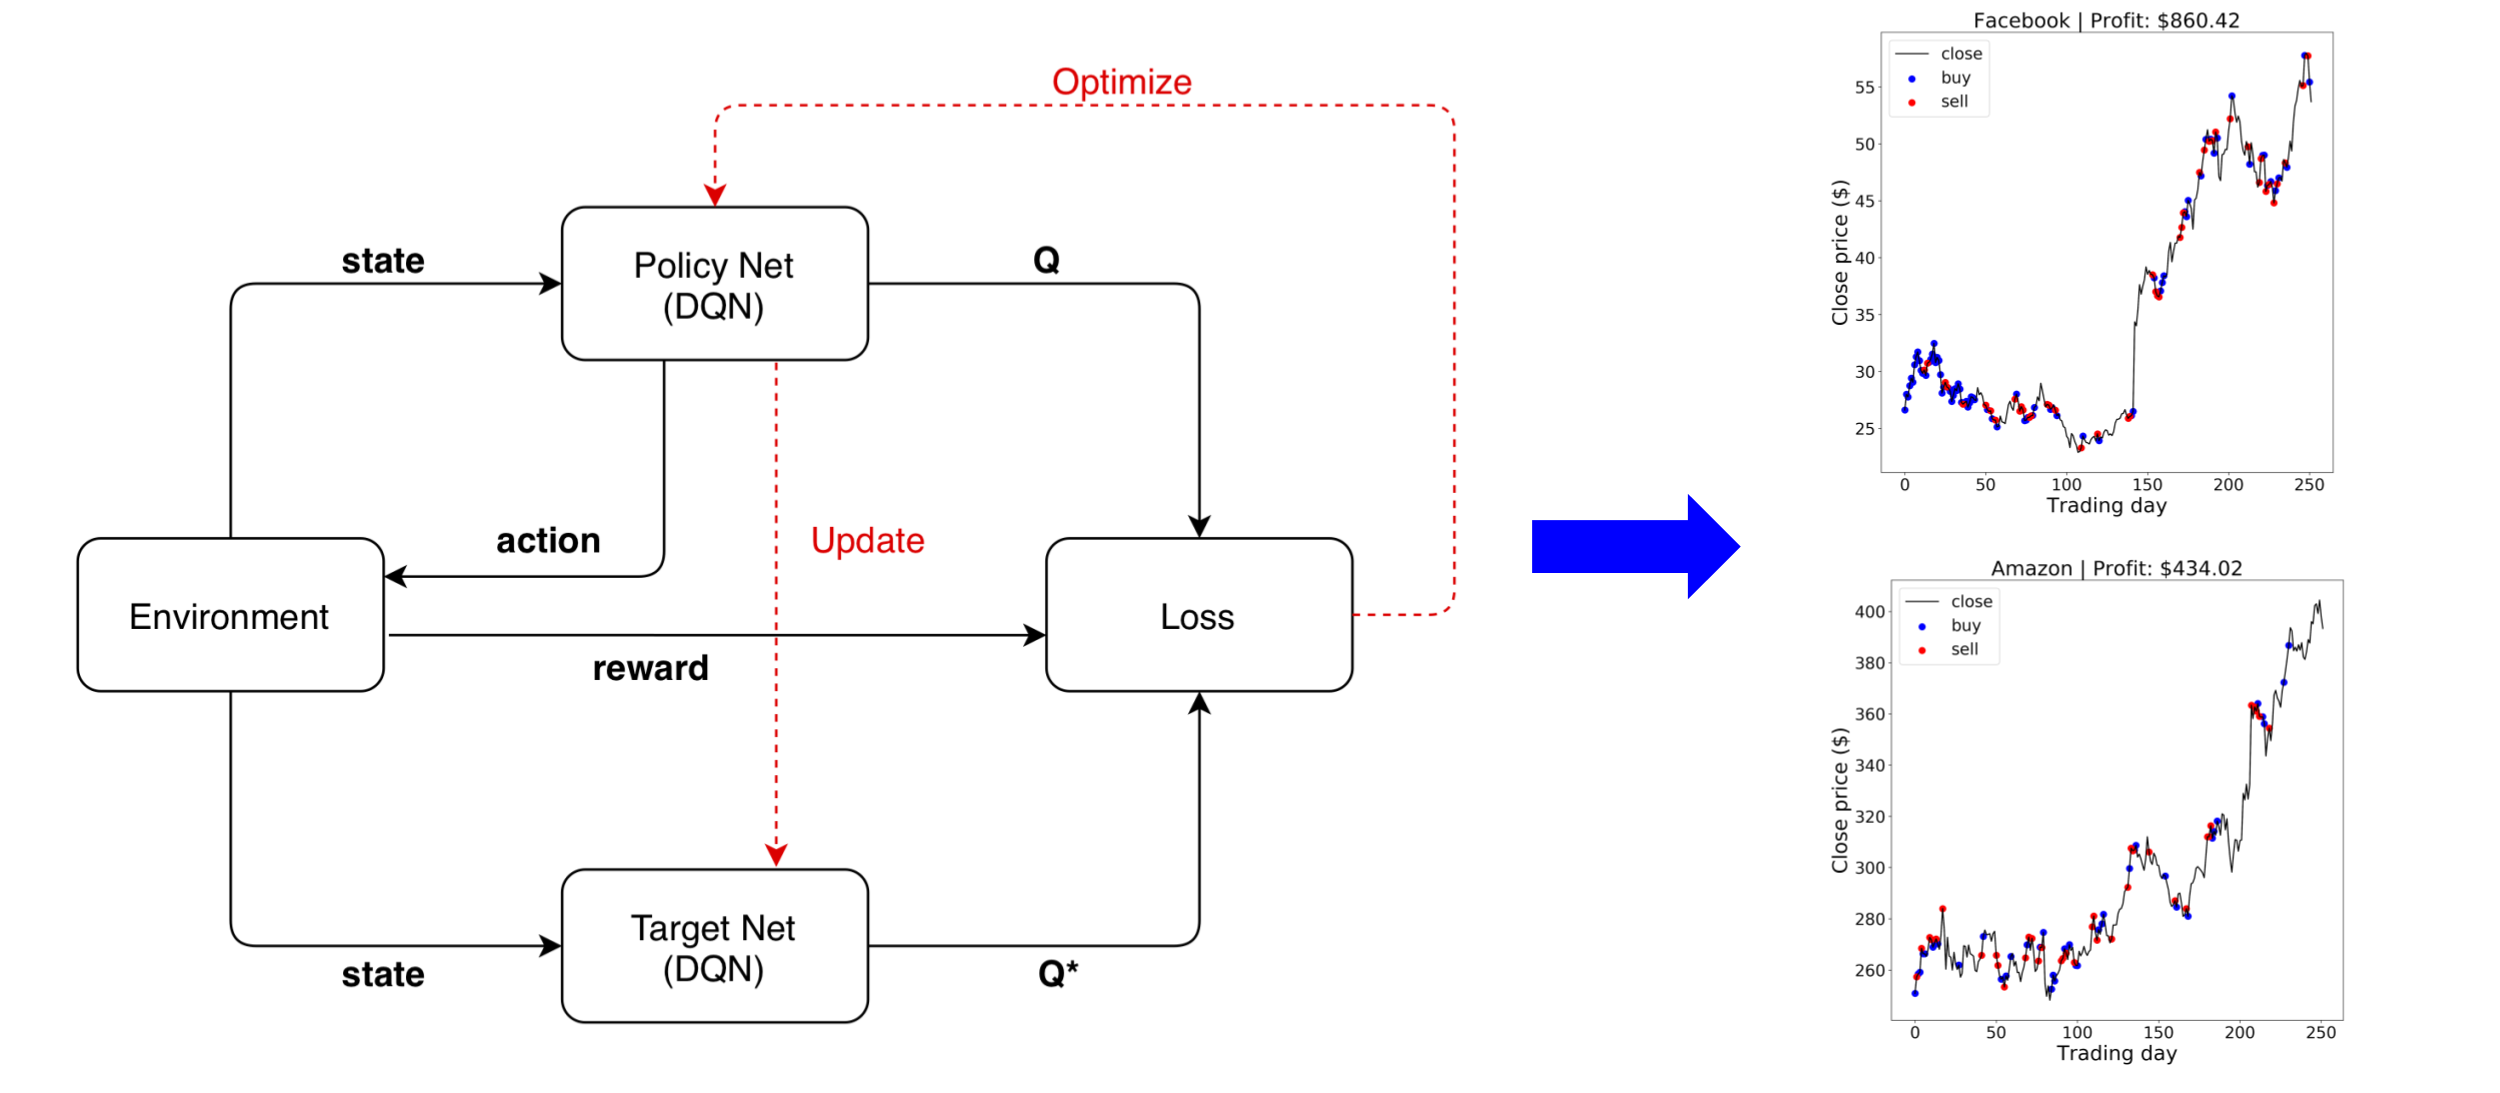 Optimize
state
Policy Net
(DQN)
Q
action
Update
Environment
Loss
reward
Target Net
(DQN)
state
Q*
Facebook | Profit: $860.42
close
buy
sell
Close price ($)
55
50
45
40
35
30
25
0 50 100 150 200 250
Trading day
Amazon | Profit: $434.02
close
buy
sell
Close price ($)
400
380
360
340
320
300
280
260
0 50 100 150 200 250
Trading day